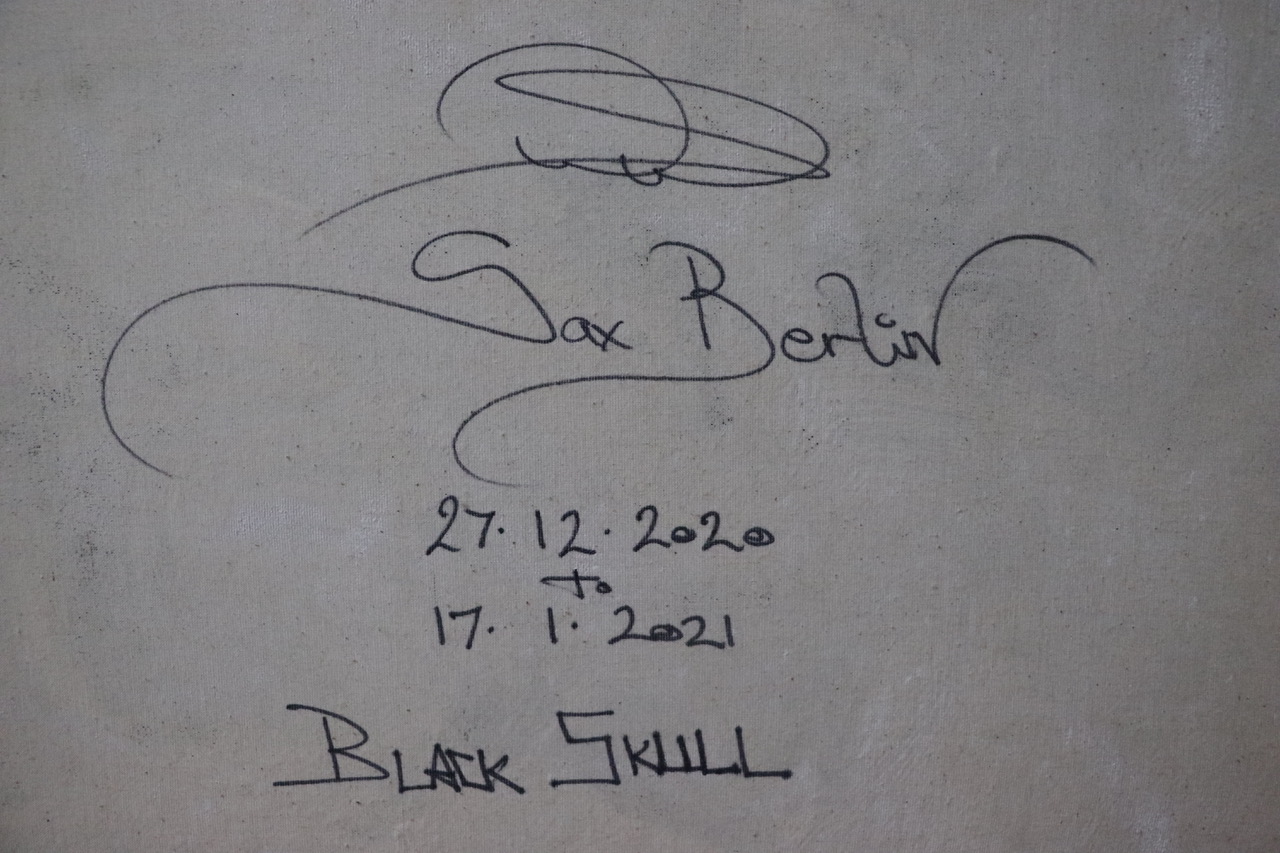 Sax Berlin
27.12.2020
To
17.1.2021
BLACK SKULL